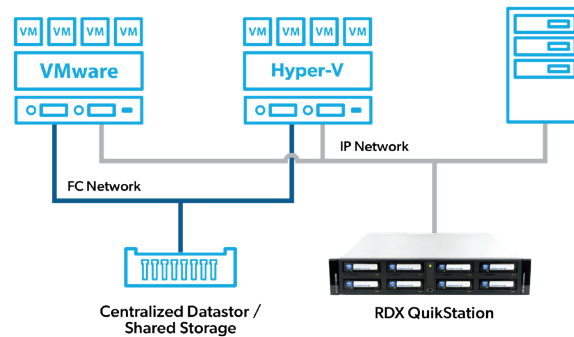 VM VM VM VM
VM VM VM VM
VMware
Hyper-V
IP Network
FC Network
Centralized Datastor /
Shared Storage
RDX QuikStation